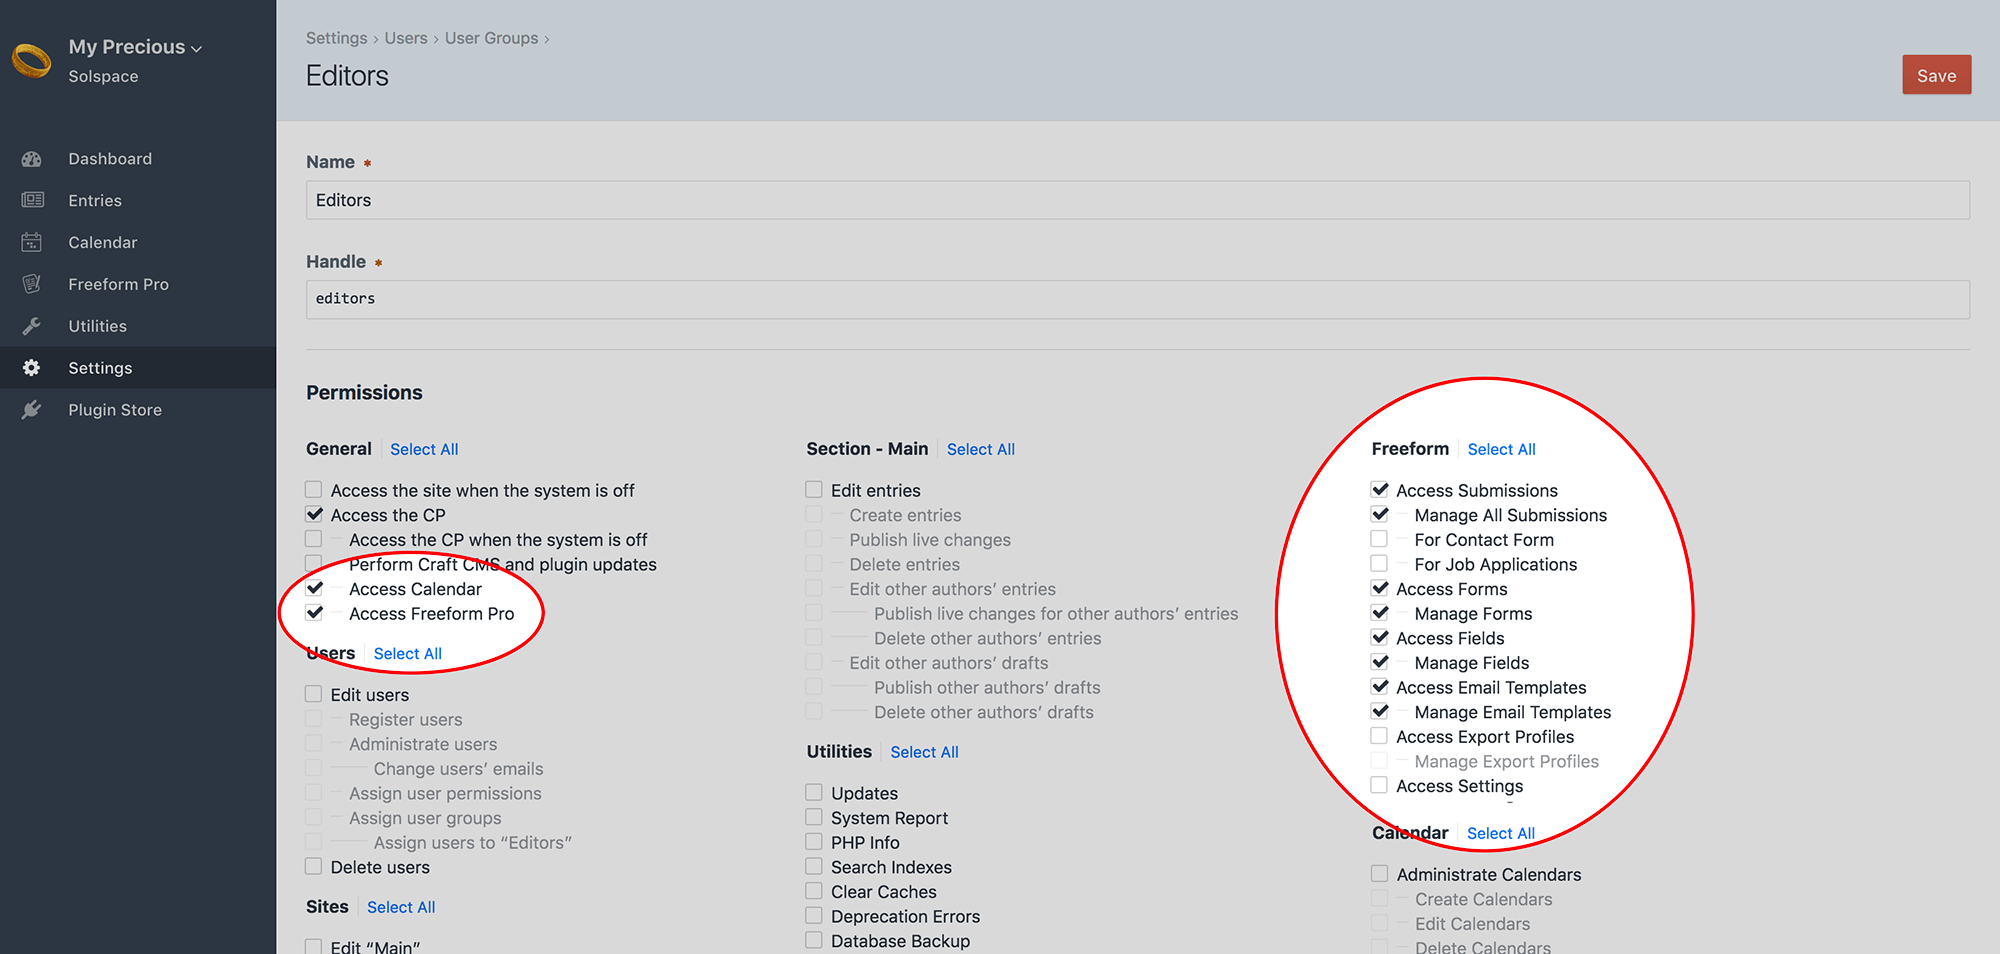 My Precious
Solspace
Dashboard
Entries
Calendar
Freeform Pro
Utilities
Settings
Plugin Store
Settings › Users › User Groups ›
Editors
Save
Name *
Editors
Handle *
editors
Permissions
General Select All
Access the site when the system is off
Access the CP
Access the CP when the system is off
Perform Craft CMS and plugin updates
Access Calendar
Access Freeform Pro
Users Select All
Edit users
Register users
Administrate users
Change users’ emails
Assign user permissions
Assign user groups
Assign users to “Editors”
Delete users
Sites Select All
Edit “Main”
Section - Main Select All
Edit entries
Create entries
Publish live changes
Delete entries
Edit other authors’ entries
Publish live changes for other authors’ entries
Delete other authors’ entries
Edit other authors’ drafts
Publish other authors’ drafts
Delete other authors’ drafts
Utilities Select All
Updates
System Report
PHP Info
Search Indexes
Clear Caches
Deprecation Errors
Database Backup
Freeform Select All
Access Submissions
Manage All Submissions
For Contact Form
For Job Applications
Access Forms
Manage Forms
Access Fields
Manage Fields
Access Email Templates
Manage Email Templates
Access Export Profiles
Manage Export Profiles
Access Settings
Calendar Select All
Administrate Calendars
Create Calendars
Edit Calendars
Delete Calendars